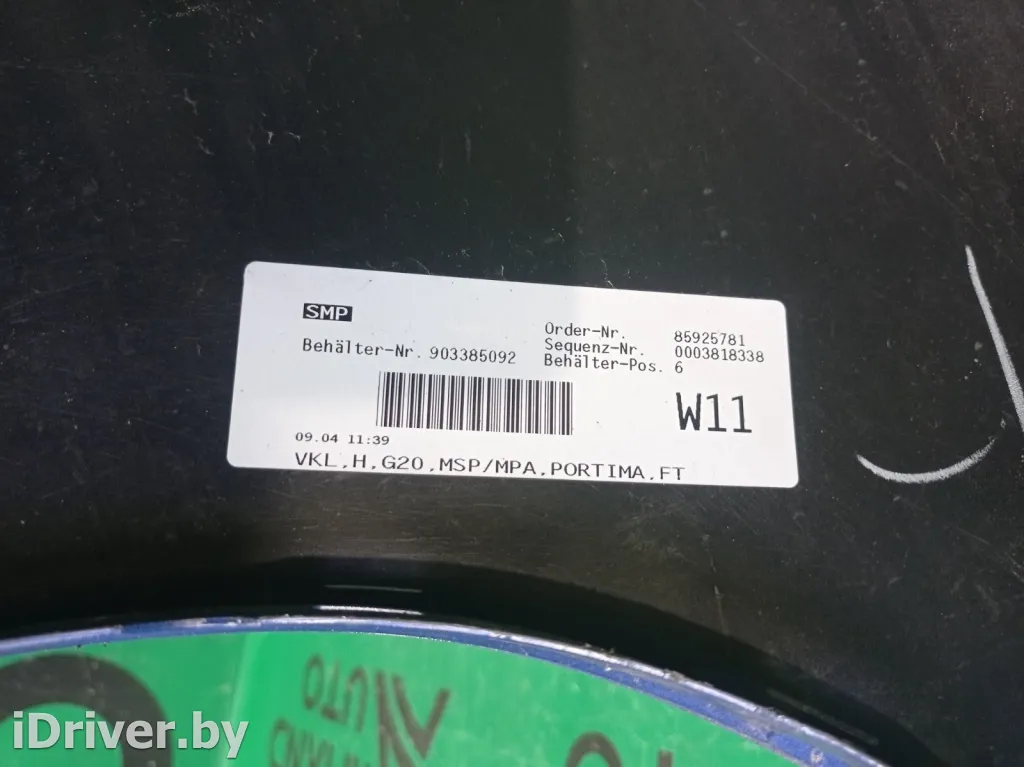 SMP
Order-Nr. 85925781
Sequenz-Nr. 0003818338
Behälter-Nr. 903385092
Behälter-Pos. 6
W11
09.04 11:39
VKL,H,G20,MSP/MPA,PORTIMA,FT
iDriver.by